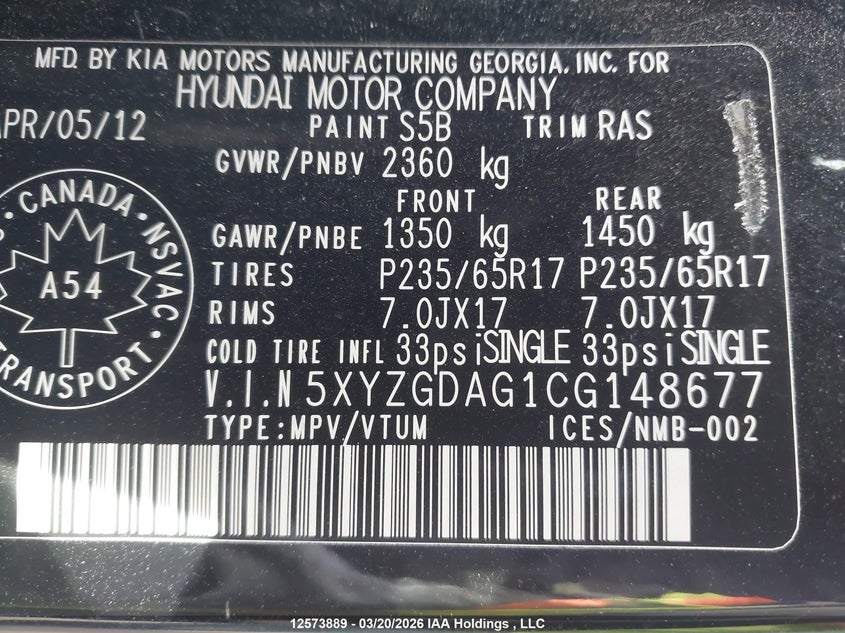 MFD. BY KIA MOTORS MANUFACTURING GEORGIA, INC. FOR
HYUNDAI MOTOR COMPANY
APR/05/12 PAINT S5B TRIM RAS
GVWR/PNBV 2360 kg
FRONT REAR
GAWR/PNBE 1350 kg 1450 kg
TIRES P235/65R17 P235/65R17
RIMS 7.0JX17 7.0JX17
COLD TIRE INFL 33psi SINGLE 33psi SINGLE
V.I.N 5XYZGDAG1CG148677
TYPE:MPV/VTUM ICES/NMB-002
CANADA • NSVAC •
A54
TRANSPORT •
12573889 - 03/20/2026 IAA Holdings , LLC